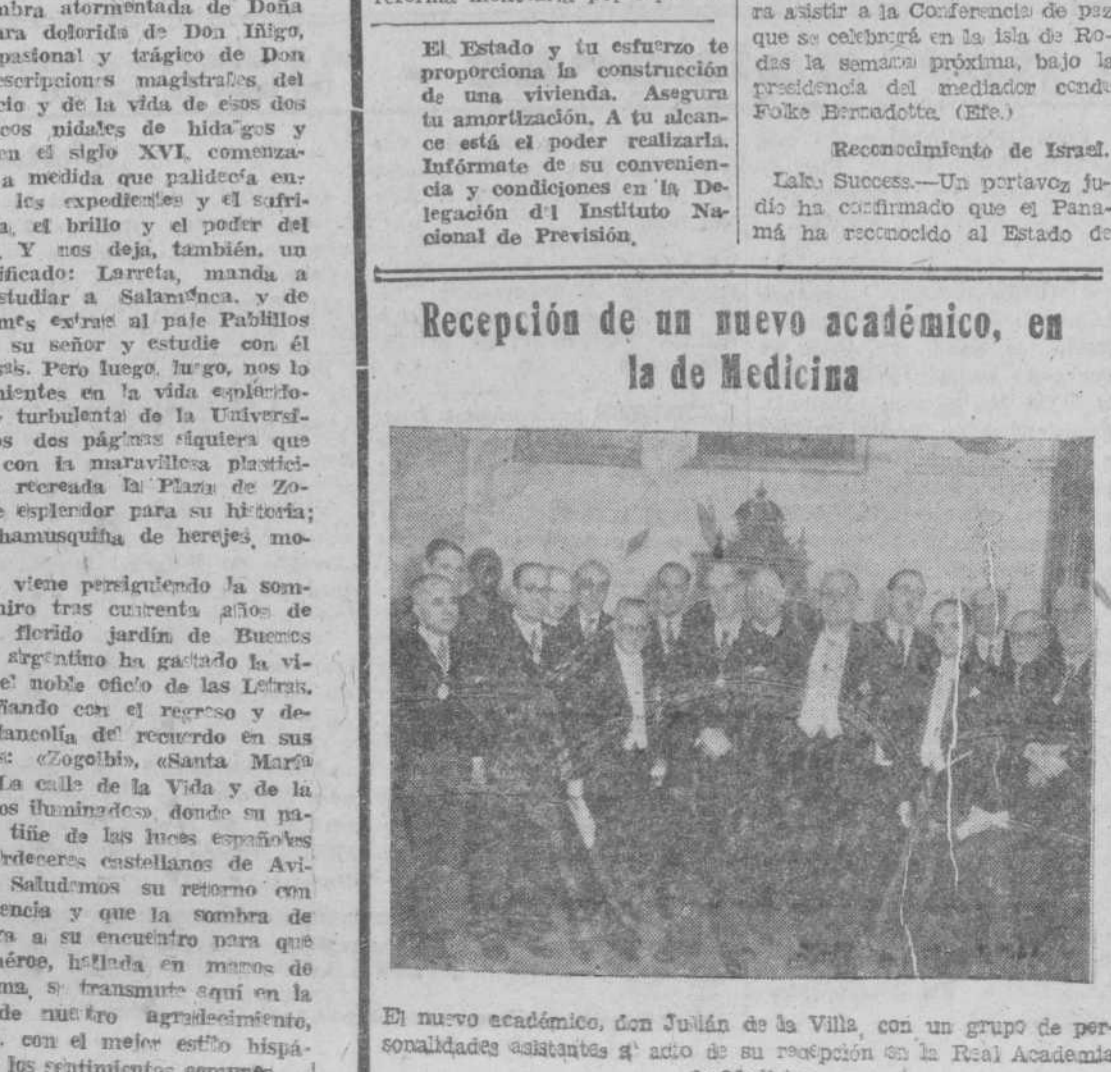 mbra atormentada de Doña
ara dolorida de Don Iñigo,
pasional y trágico de Don
escripciones magistrales del
cio y de la vida de esos dos
cos nidales de hidalgos y
en el siglo XVI, comenza-
a medida que palidecía en-
los expedientes y el sufri-
a, el brillo y el poder del
Y nos deja, también, un
ificado: Larreta, manda a
studiar a Salamanca, y de
extrae al paje Pablillos
su señor y estudie con él
Pero luego, luego, nos lo
mientes en la vida
turbulenta de la Universi-
os dos páginas siquiera que
con la maravillosa plastici-
recreada la Plaza de Zo-
e esplendor para su historia;
hamusquiña de herejes, mo-
viene persiguiendo la som-
miro tras cuarenta años de
florido jardín de Buenos
argentino ha gastado la vi-
el noble oficio de las Letras.
ñando con el regreso y de-
lancolía del recuerdo en sus
s: «Zogoibi», «Santa María
La calle de la Vida y de la
os iluminados», donde su pa-
tiñe de las luces españolas
rdeceres castellanos de Avi-
Saludemos su retorno con
encia y que la sombra de
ra a su encuentro para que
héroe, hallada en manos de
ma, se transmute aquí en la
de nuestro agradecimiento,
con el mejor estilo hispá-
los sentimientos
El Estado y tu esfuerzo te
proporciona la construcción
de una vivienda. Asegura
tu amortización. A tu alcan-
ce está el poder realizarla.
Infórmate de su convenien-
cia y condiciones en la De-
legación d'l Instituto Na-
cional de Previsión.
ra asistir a la Conferencia de paz
que se celebrará en la isla de Ro-
das la semana próxima, bajo la
presidencia del mediador conde
Folke Bernadotte. (Efe.)
Reconocimiento de Israel.
Lake Success.—Un portavoz ju-
dío ha confirmado que el Pana-
má ha reconocido al Estado de
Recepción de un nuevo académico, en
la de Medicina
El nuevo académico, don Julián de la Villa, con un grupo de per-
sonalidades asistentes al acto de su recepción en la Real Academia